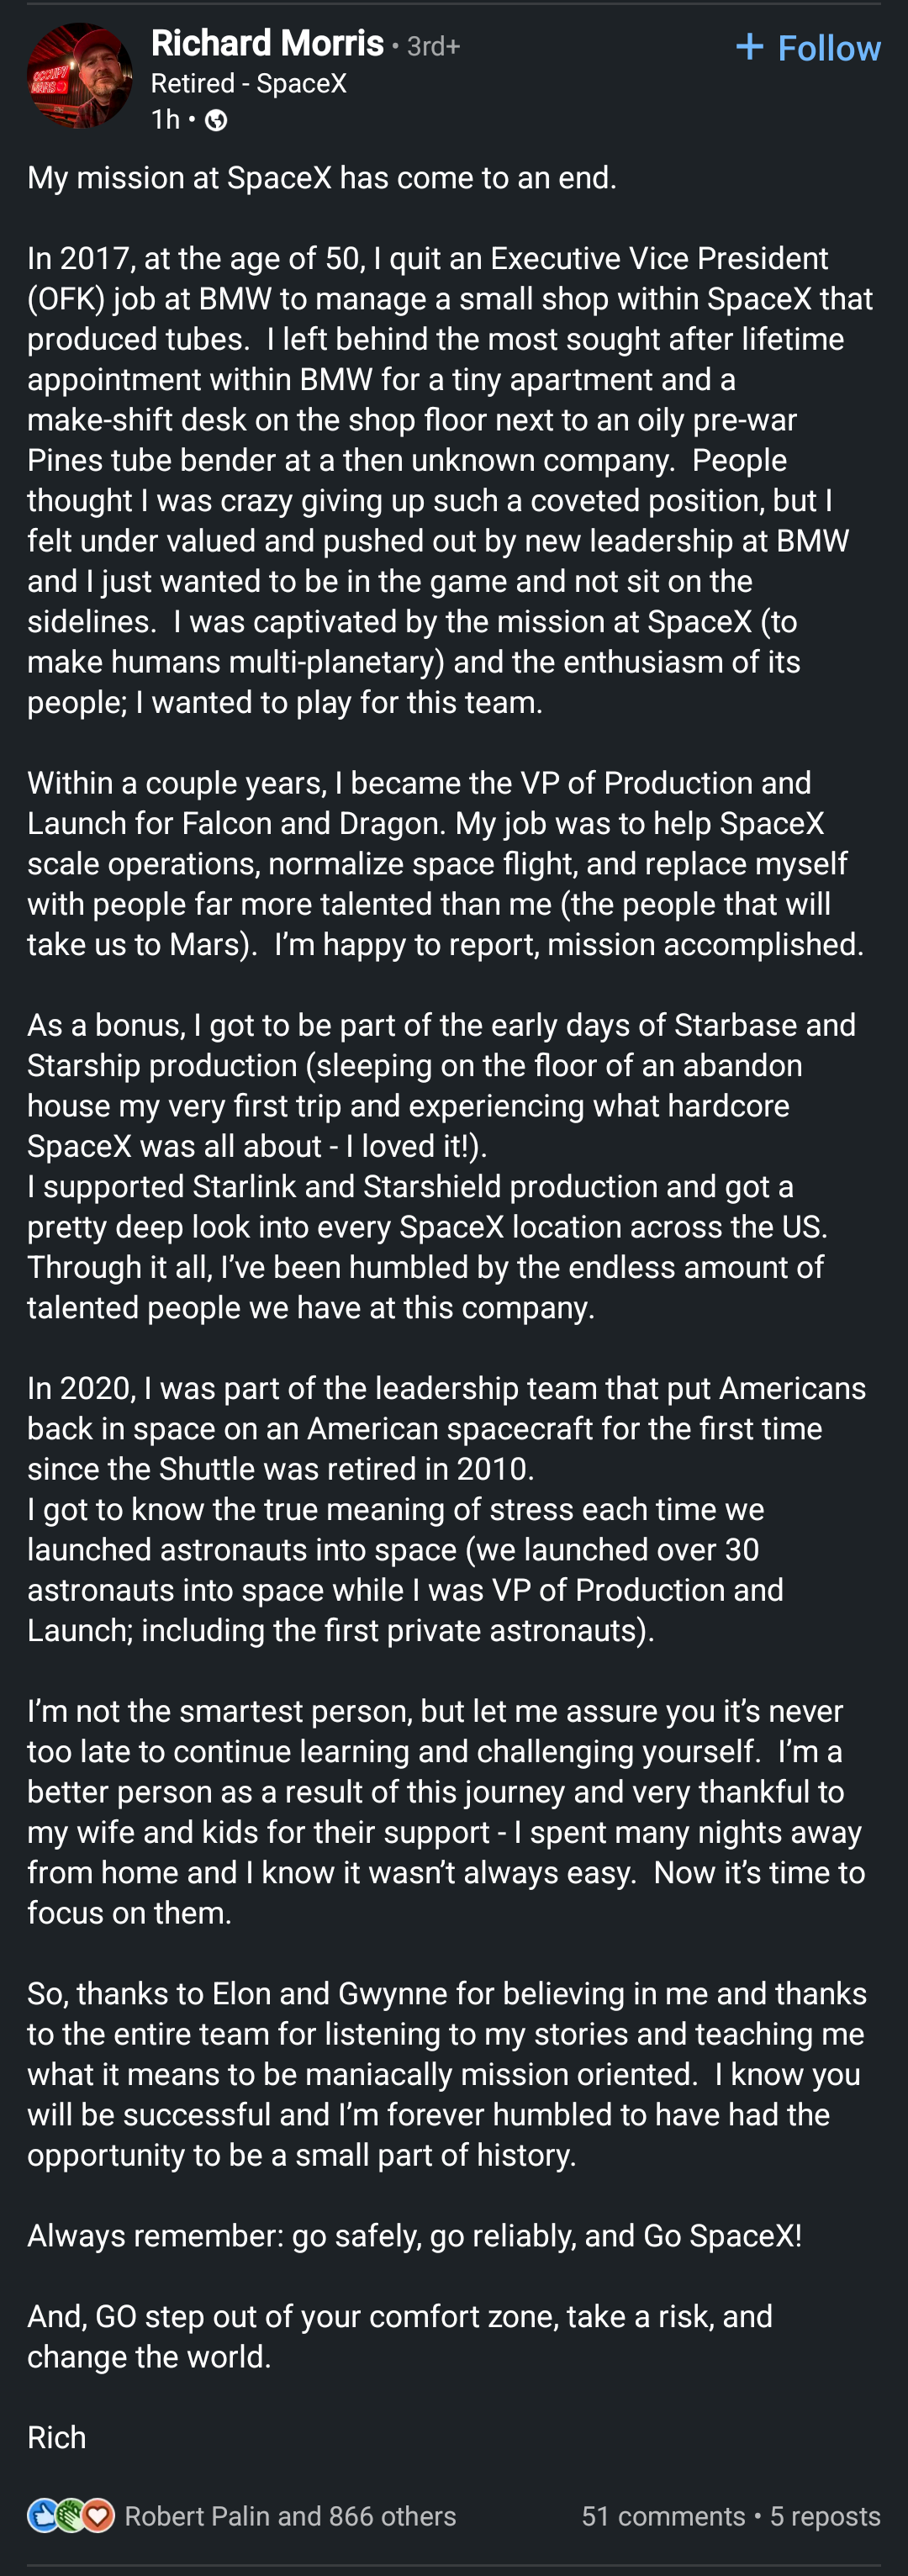 Richard Morris • 3rd+
+ Follow
Retired - SpaceX
1h •
OCCUPY
MARS
My mission at SpaceX has come to an end.
In 2017, at the age of 50, I quit an Executive Vice President
(OFK) job at BMW to manage a small shop within SpaceX that
produced tubes.  I left behind the most sought after lifetime
appointment within BMW for a tiny apartment and a
make-shift desk on the shop floor next to an oily pre-war
Pines tube bender at a then unknown company.  People
thought I was crazy giving up such a coveted position, but I
felt under valued and pushed out by new leadership at BMW
and I just wanted to be in the game and not sit on the
sidelines.  I was captivated by the mission at SpaceX (to
make humans multi-planetary) and the enthusiasm of its
people; I wanted to play for this team.
Within a couple years, I became the VP of Production and
Launch for Falcon and Dragon. My job was to help SpaceX
scale operations, normalize space flight, and replace myself
with people far more talented than me (the people that will
take us to Mars).  I’m happy to report, mission accomplished.
As a bonus, I got to be part of the early days of Starbase and
Starship production (sleeping on the floor of an abandon
house my very first trip and experiencing what hardcore
SpaceX was all about - I loved it!).
I supported Starlink and Starshield production and got a
pretty deep look into every SpaceX location across the US.
Through it all, I’ve been humbled by the endless amount of
talented people we have at this company.
In 2020, I was part of the leadership team that put Americans
back in space on an American spacecraft for the first time
since the Shuttle was retired in 2010.
I got to know the true meaning of stress each time we
launched astronauts into space (we launched over 30
astronauts into space while I was VP of Production and
Launch; including the first private astronauts).
I’m not the smartest person, but let me assure you it’s never
too late to continue learning and challenging yourself.  I’m a
better person as a result of this journey and very thankful to
my wife and kids for their support - I spent many nights away
from home and I know it wasn’t always easy.  Now it’s time to
focus on them.
So, thanks to Elon and Gwynne for believing in me and thanks
to the entire team for listening to my stories and teaching me
what it means to be maniacally mission oriented.  I know you
will be successful and I’m forever humbled to have had the
opportunity to be a small part of history.
Always remember: go safely, go reliably, and Go SpaceX!
And, GO step out of your comfort zone, take a risk, and
change the world.
Rich
Robert Palin and 866 others
51 comments • 5 reposts